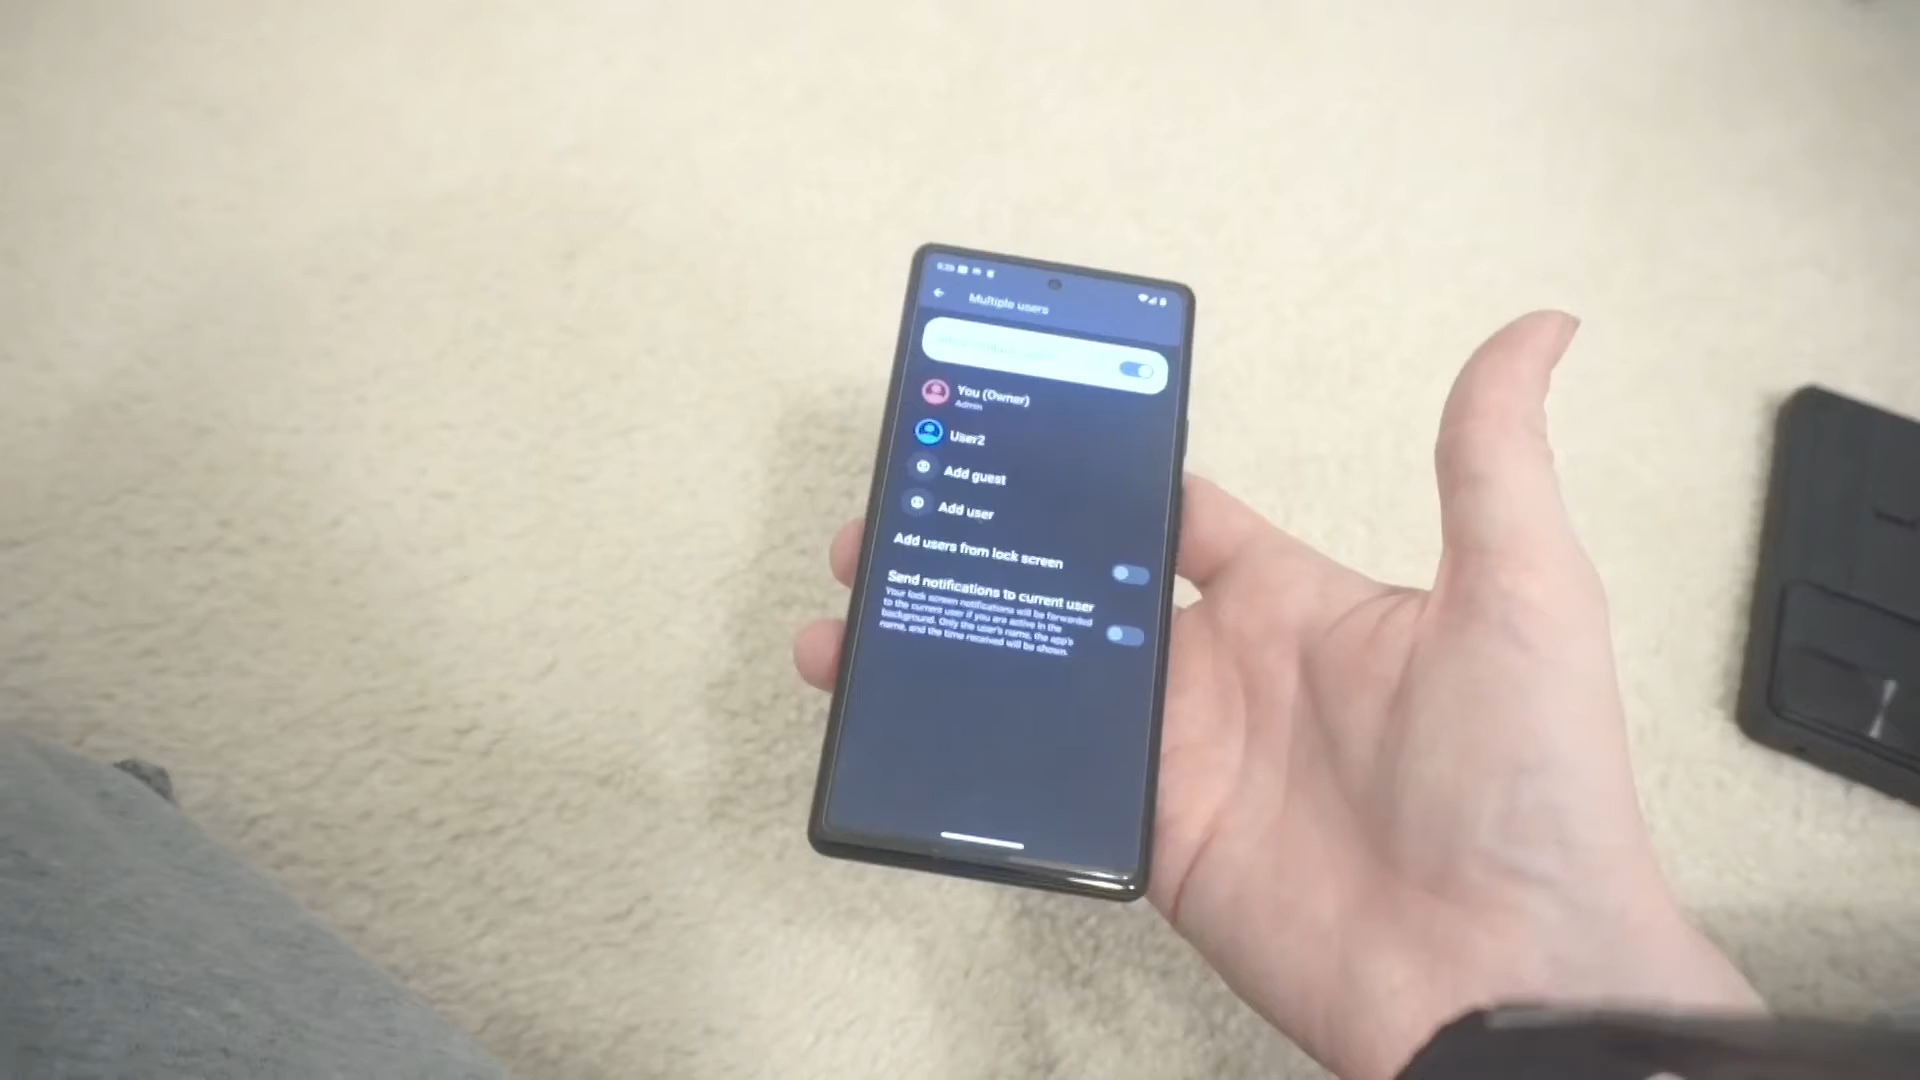 Multiple users
You (Owner)
Admin
User2
Add guest
Add user
Add users from lock screen
Send notifications to current user
Your lock screen notifications will be forwarded
to the current user if you are active in the
background. Only the user's name, the app's
name, and the time received will be shown.